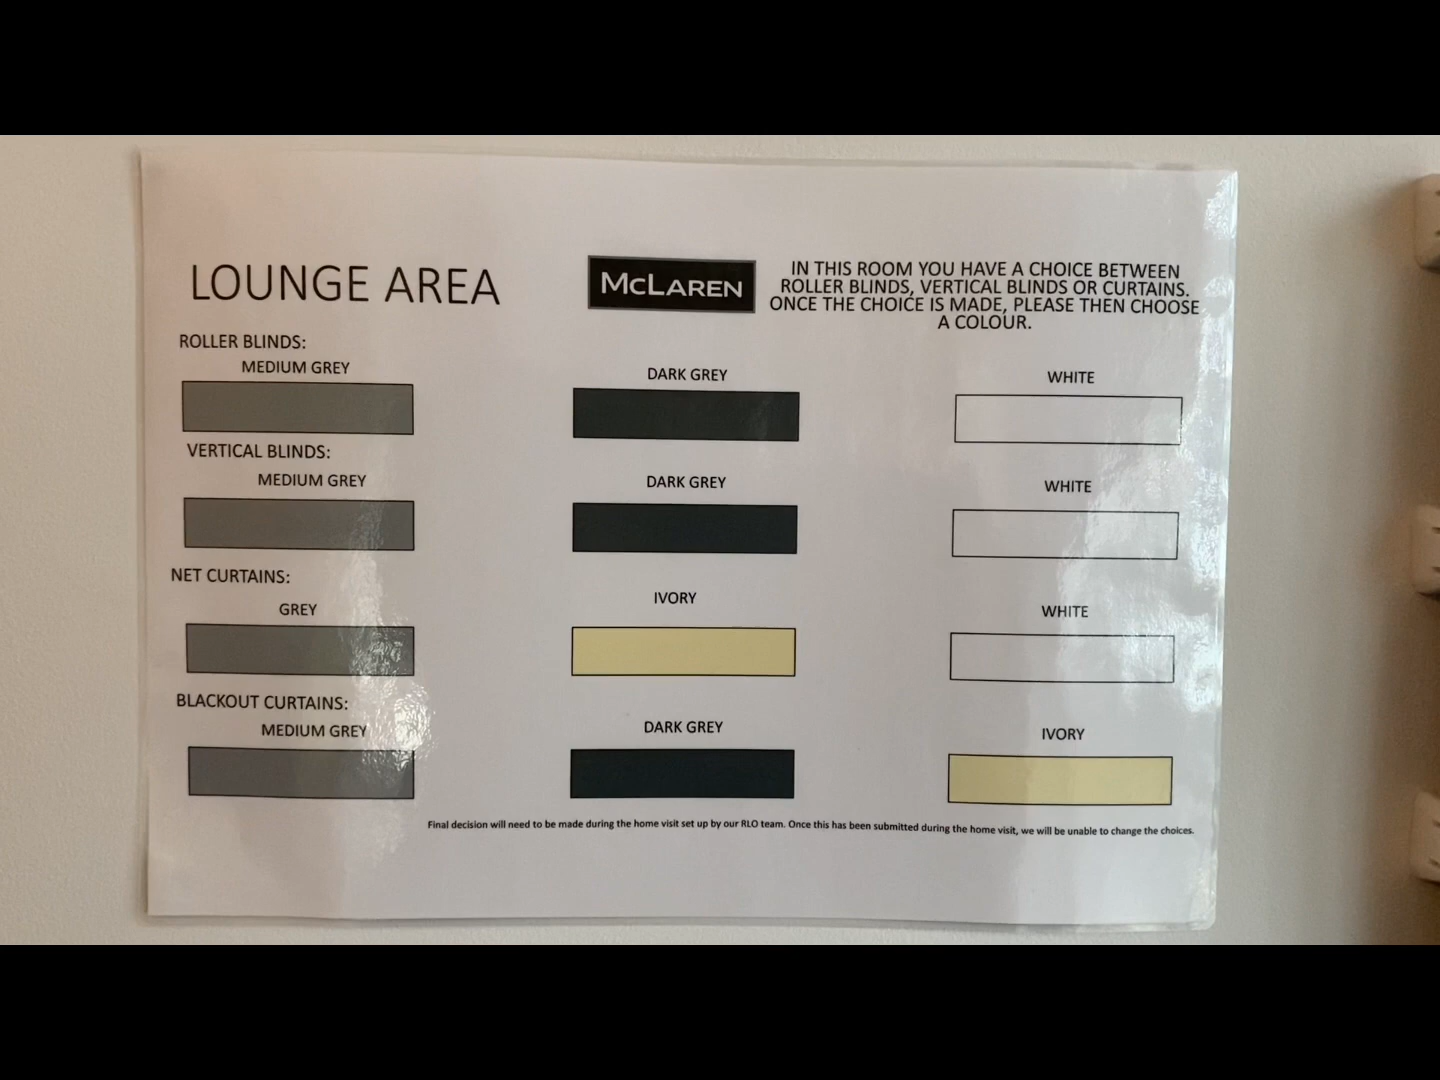 LOUNGE AREA
McLAREN
IN THIS ROOM YOU HAVE A CHOICE BETWEEN
ROLLER BLINDS, VERTICAL BLINDS OR CURTAINS.
ONCE THE CHOICE IS MADE, PLEASE THEN CHOOSE
A COLOUR.
ROLLER BLINDS:
MEDIUM GREY
DARK GREY
WHITE
VERTICAL BLINDS:
MEDIUM GREY
DARK GREY
WHITE
NET CURTAINS:
GREY
IVORY
WHITE
BLACKOUT CURTAINS:
MEDIUM GREY
DARK GREY
IVORY
Final decision will need to be made during the home visit set up by our RLO team. Once this has been submitted during the home visit, we will be unable to change the choices.